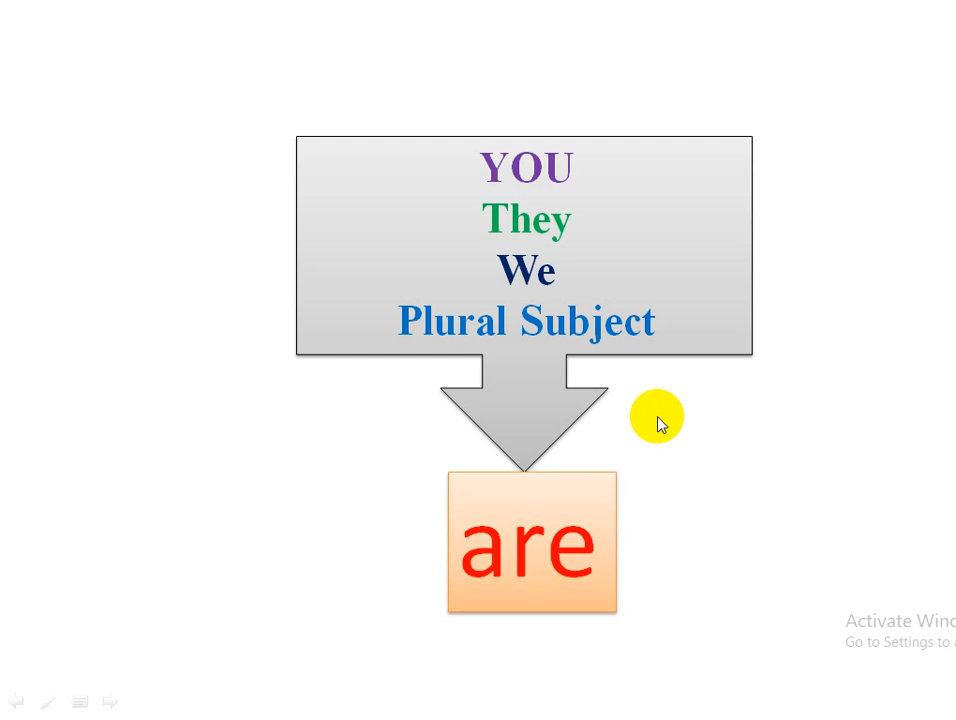 YOU
They
We
Plural Subject
are
Activate Wind
Go to Settings to